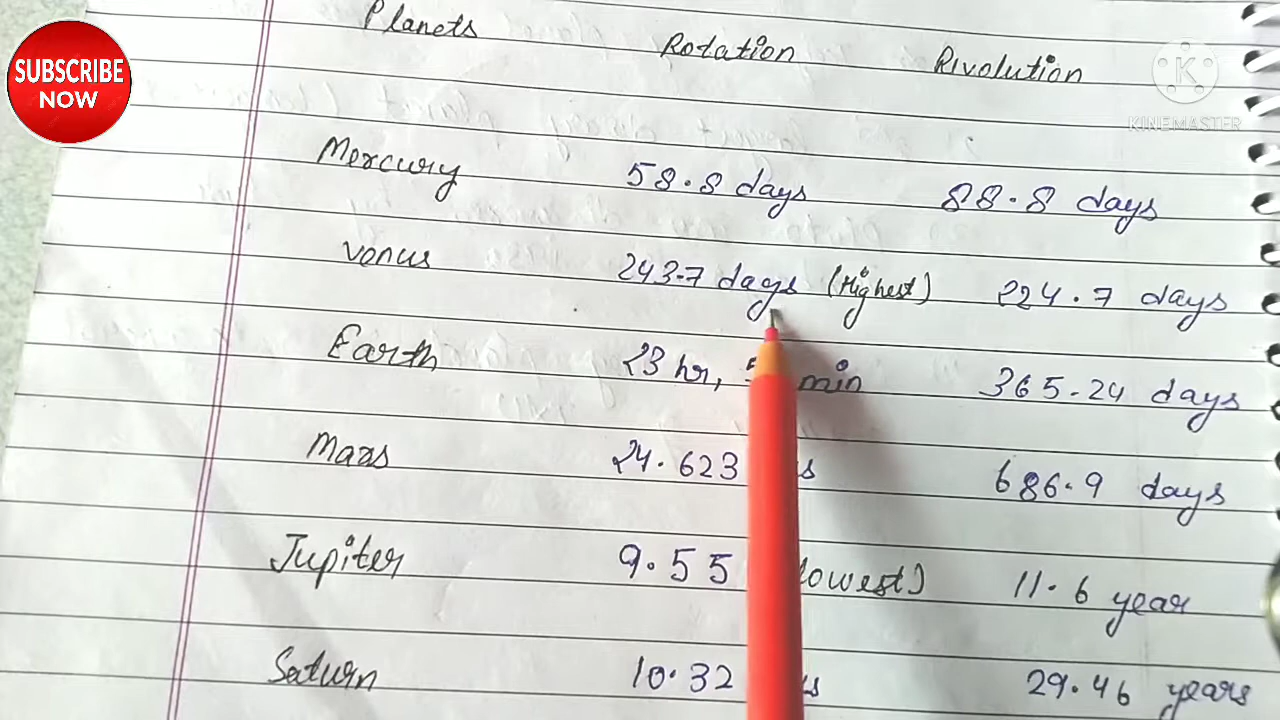 SUBSCRIBE
NOW
KINEMASTER
Planets Rotation Rivolution
Mercury 58.8 days 88.8 days
Venus 243.7 days (Highest) 224.7 days
Earth 23 hr, min 365.24 days
Mars 24.623 686.9 days
Jupiter 9.55 lowest) 11.6 year
Saturn 10.32 29.46 years